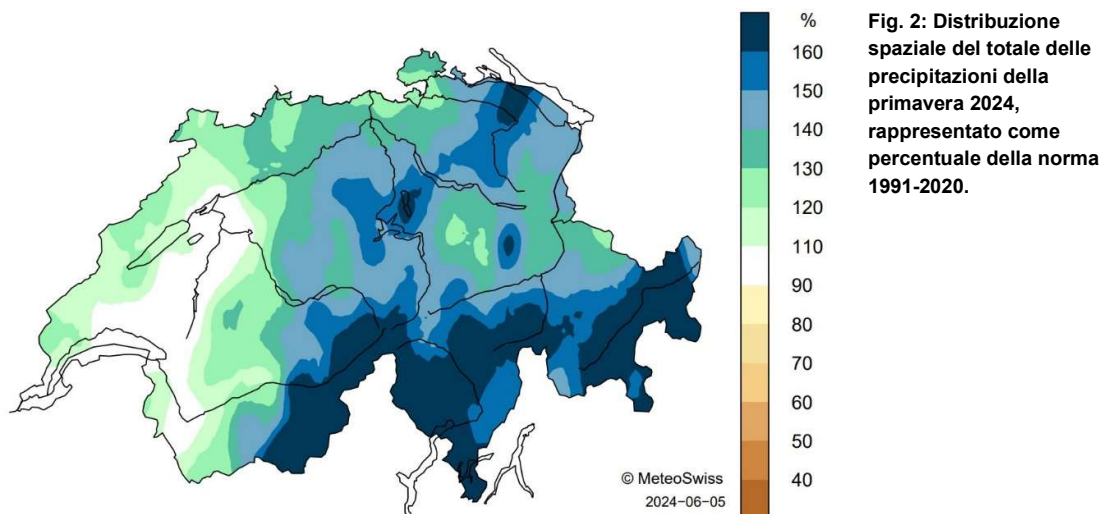 %
160
150
140
130
120
110
90
80
70
60
50
40
© MeteoSwiss
2024-06-05
Fig. 2: Distribuzione
spaziale del totale delle
precipitazioni della
primavera 2024,
rappresentato come
percentuale della norma
1991-2020.